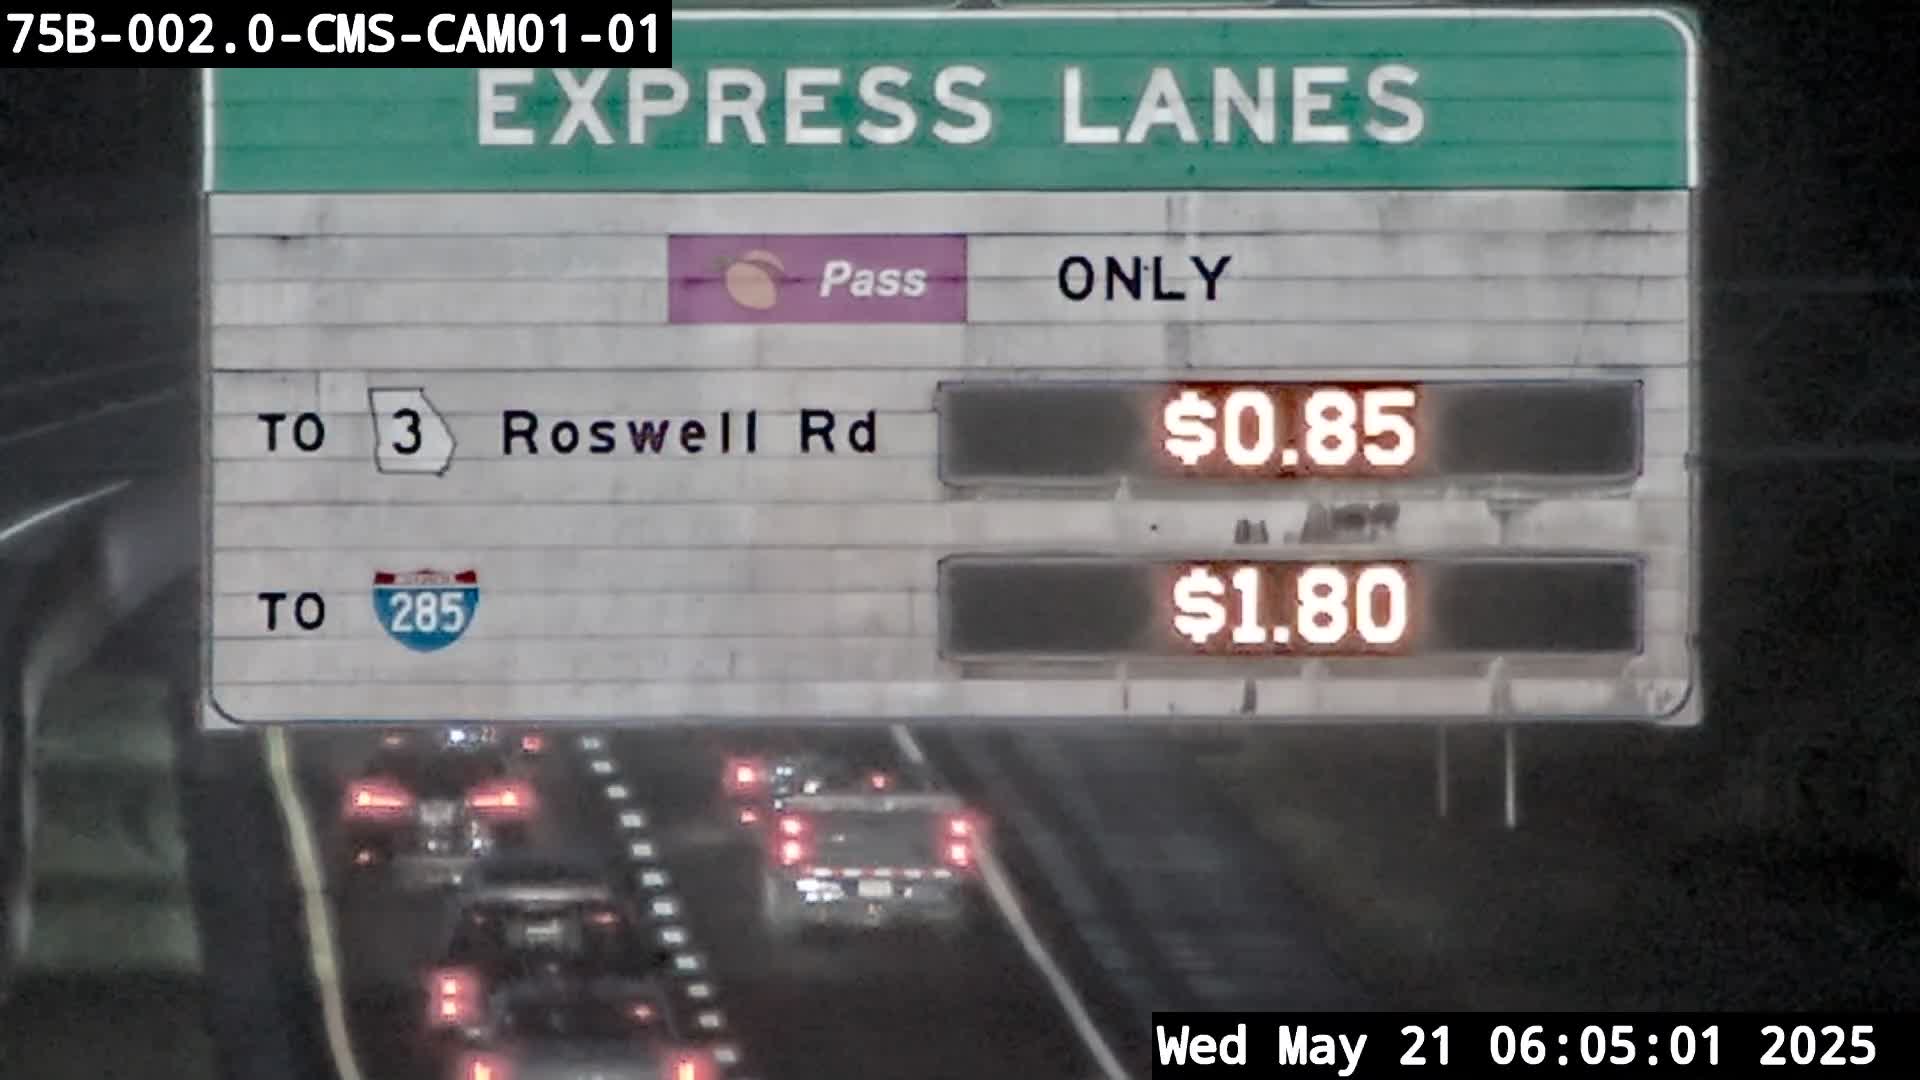 75B-002.0-CMS-CAM01-01
EXPRESS LANES
Pass ONLY
TO 3 Roswell Rd $0.85
TO 285 $1.80
Wed May 21 06:05:01 2025